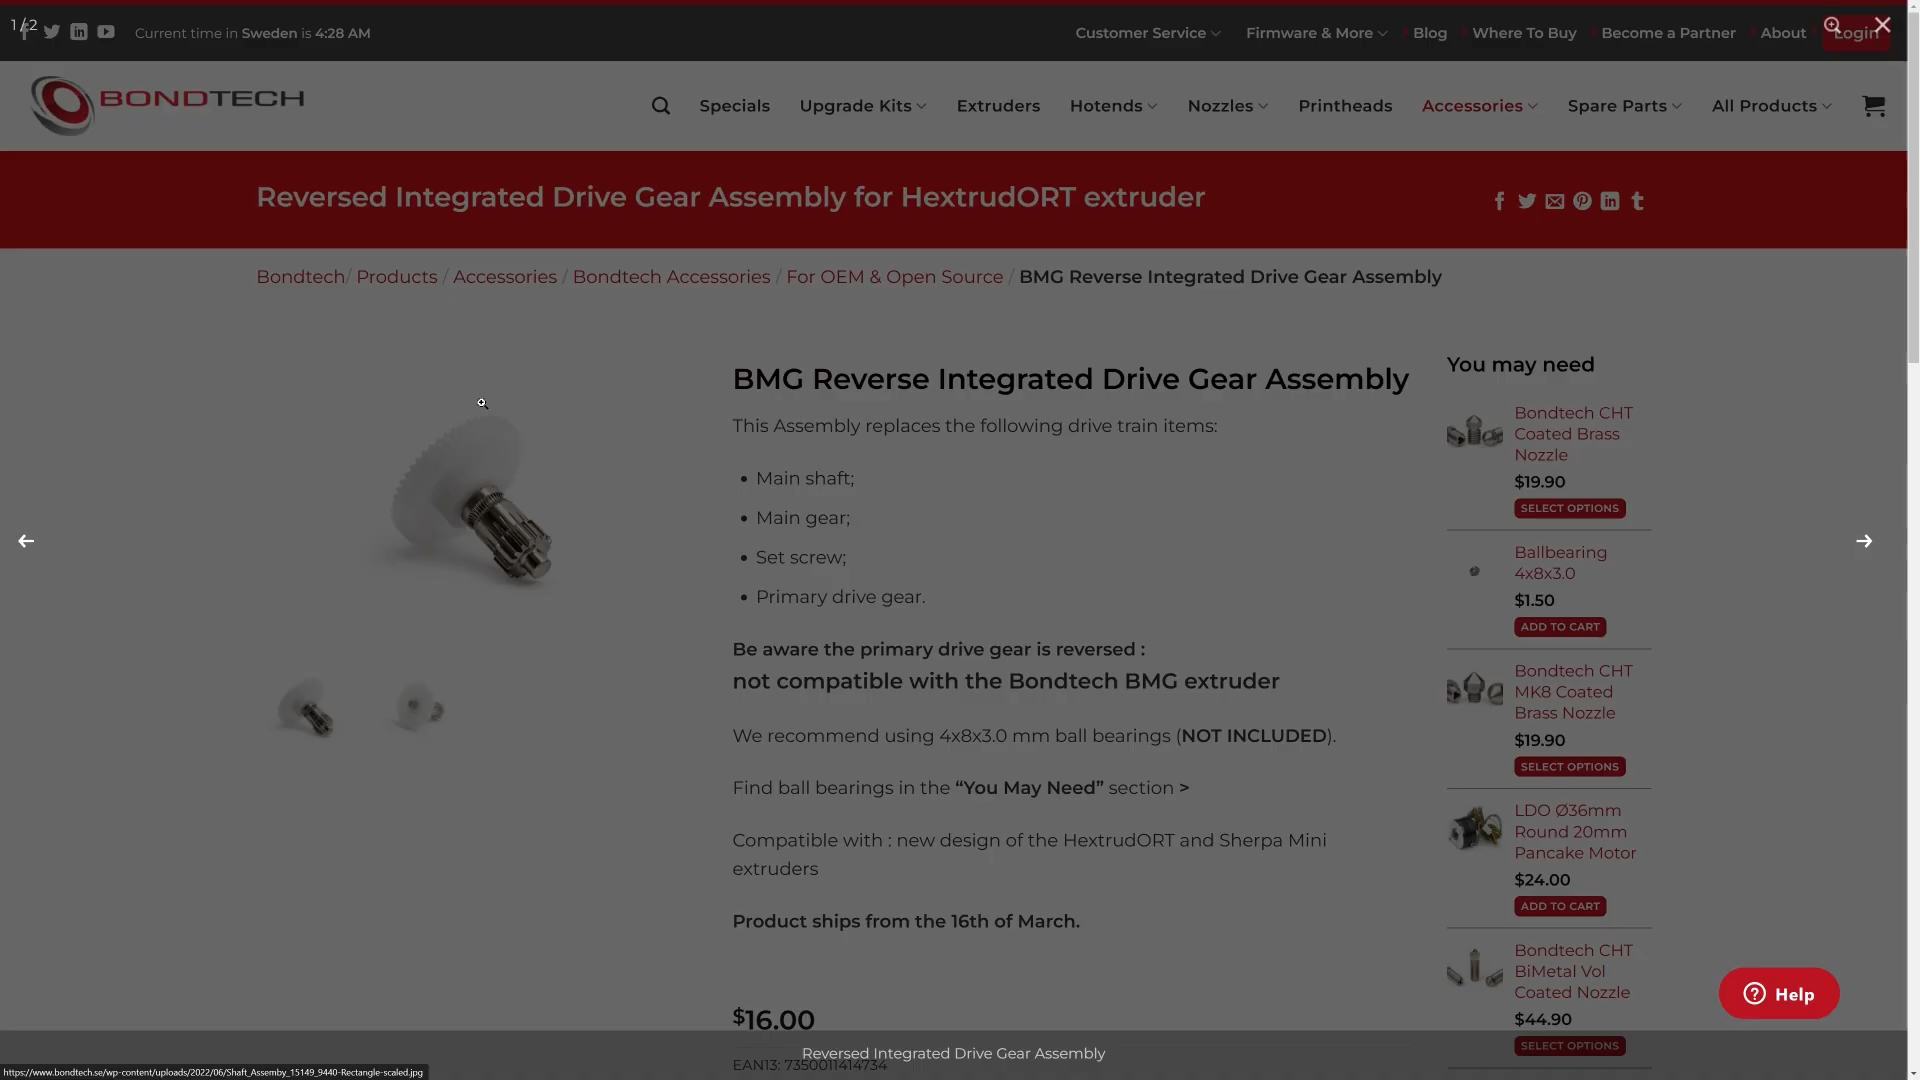 1 / 2
Current time in Sweden is 4:28 AM
Customer Service
Firmware & More
Blog
Where To Buy
Become a Partner
About
Login
BONDTECH
Specials
Upgrade Kits
Extruders
Hotends
Nozzles
Printheads
Accessories
Spare Parts
All Products
Reversed Integrated Drive Gear Assembly for HextrudORT extruder
Bondtech / Products / Accessories / Bondtech Accessories / For OEM & Open Source / BMG Reverse Integrated Drive Gear Assembly
BMG Reverse Integrated Drive Gear Assembly
This Assembly replaces the following drive train items:
• Main shaft;
• Main gear;
• Set screw;
• Primary drive gear.
Be aware the primary drive gear is reversed :
not compatible with the Bondtech BMG extruder
We recommend using 4x8x3.0 mm ball bearings (NOT INCLUDED).
Find ball bearings in the “You May Need” section >
Compatible with : new design of the HextrudORT and Sherpa Mini
extruders
Product ships from the 16th of March.
$16.00
EAN13: 7350011414734
You may need
Bondtech CHT
Coated Brass
Nozzle
$19.90
SELECT OPTIONS
Ballbearing
4x8x3.0
$1.50
ADD TO CART
Bondtech CHT
MK8 Coated
Brass Nozzle
$19.90
SELECT OPTIONS
LDO Ø36mm
Round 20mm
Pancake Motor
$24.00
ADD TO CART
Bondtech CHT
BiMetal Vol
Coated Nozzle
$44.90
SELECT OPTIONS
Help
Reversed Integrated Drive Gear Assembly
https://www.bondtech.se/wp-content/uploads/2022/06/Shaft_Assemby_15149_9440-Rectangle-scaled.jpg